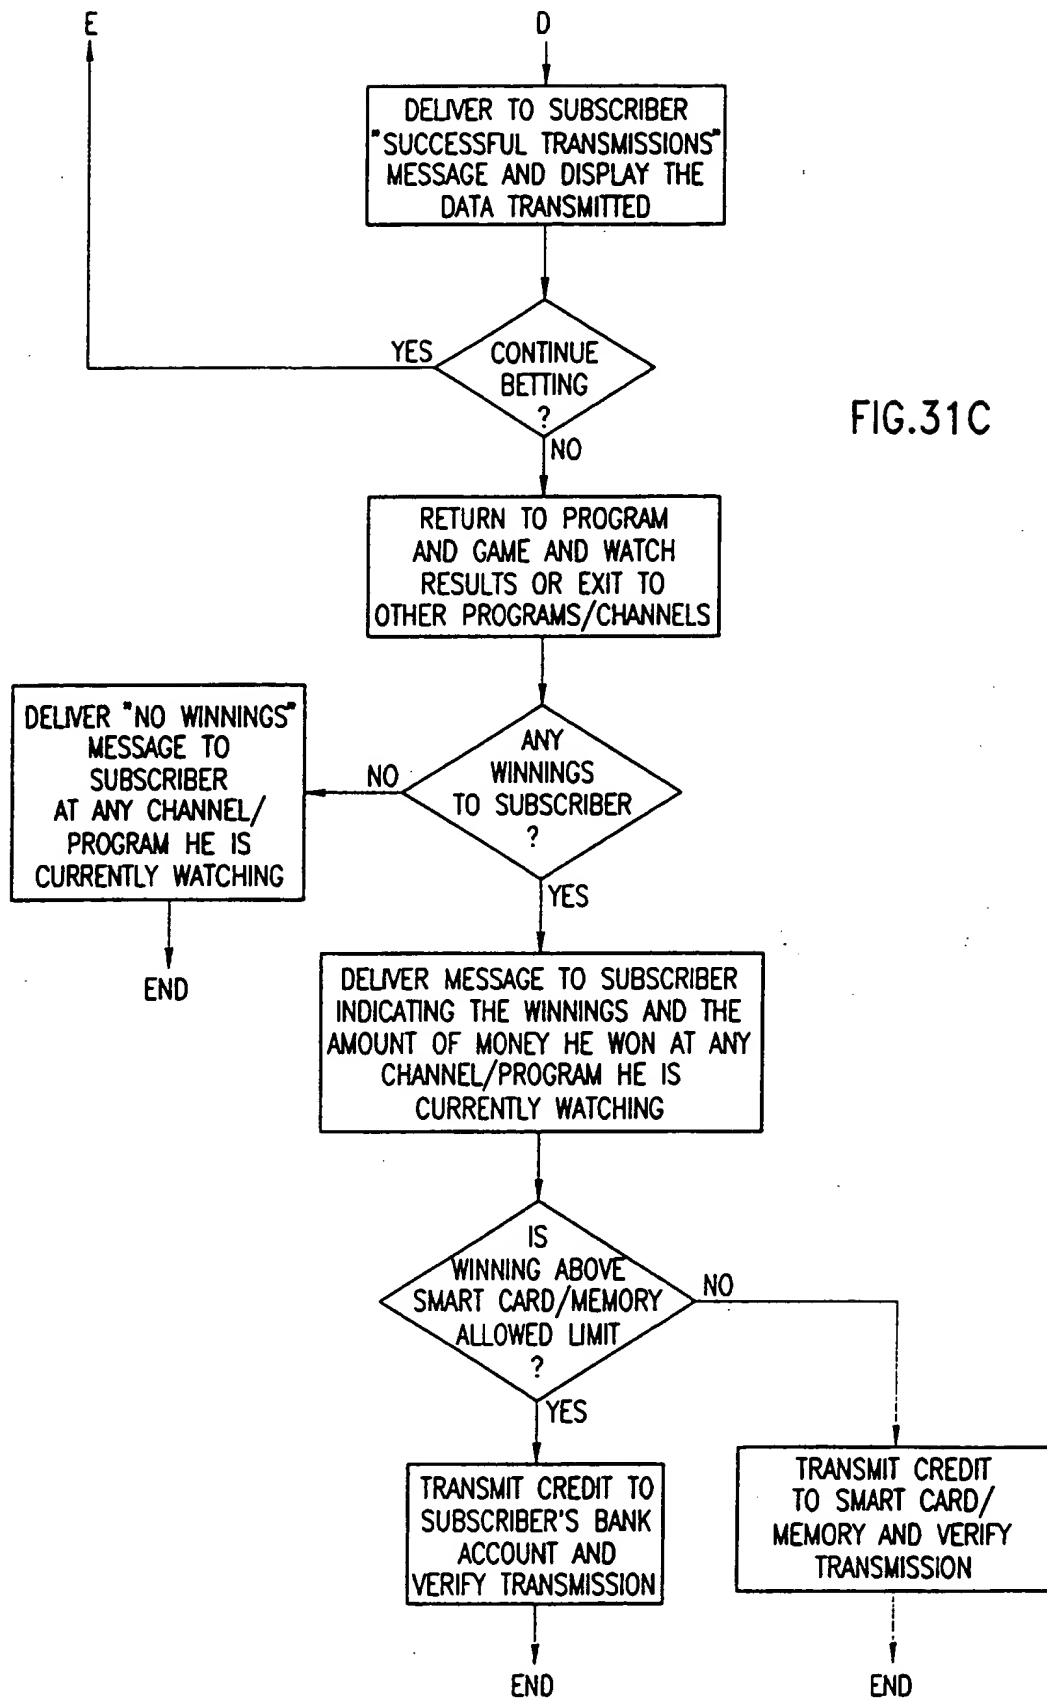 E
D
DELIVER TO SUBSCRIBER
"SUCCESSFUL TRANSMISSIONS"
MESSAGE AND DISPLAY THE
DATA TRANSMITTED
YES
CONTINUE
BETTING
?
FIG.31C
NO
RETURN TO PROGRAM
AND GAME AND WATCH
RESULTS OR EXIT TO
OTHER PROGRAMS/CHANNELS
DELIVER "NO WINNINGS"
MESSAGE TO
SUBSCRIBER
AT ANY CHANNEL/
PROGRAM HE IS
CURRENTLY WATCHING
NO
ANY
WINNINGS
TO SUBSCRIBER
?
YES
END
DELIVER MESSAGE TO SUBSCRIBER
INDICATING THE WINNINGS AND THE
AMOUNT OF MONEY HE WON AT ANY
CHANNEL/PROGRAM HE IS
CURRENTLY WATCHING
IS
WINNING ABOVE
SMART CARD/MEMORY
ALLOWED LIMIT
?
NO
YES
TRANSMIT CREDIT TO
SUBSCRIBER'S BANK
ACCOUNT AND
VERIFY TRANSMISSION
TRANSMIT CREDIT
TO SMART CARD/
MEMORY AND VERIFY
TRANSMISSION
END
END